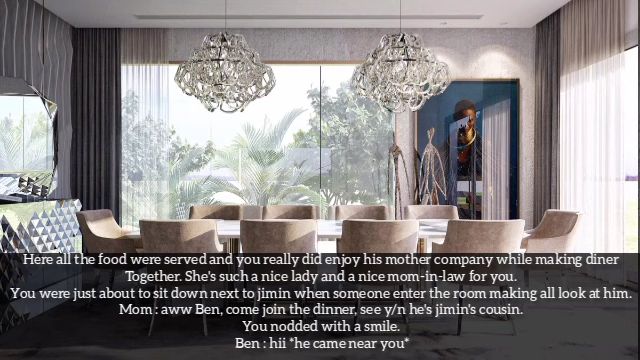 Here all the food were served and you really did enjoy his mother company while making diner
Together. She's such a nice lady and a nice mom-in-law for you.
You were just about to sit down next to jimin when someone enter the room making all look at him.
Mom : aww Ben, come join the dinner, see y/n he's jimin's cousin.
You nodded with a smile.
Ben : hii *he came near you*